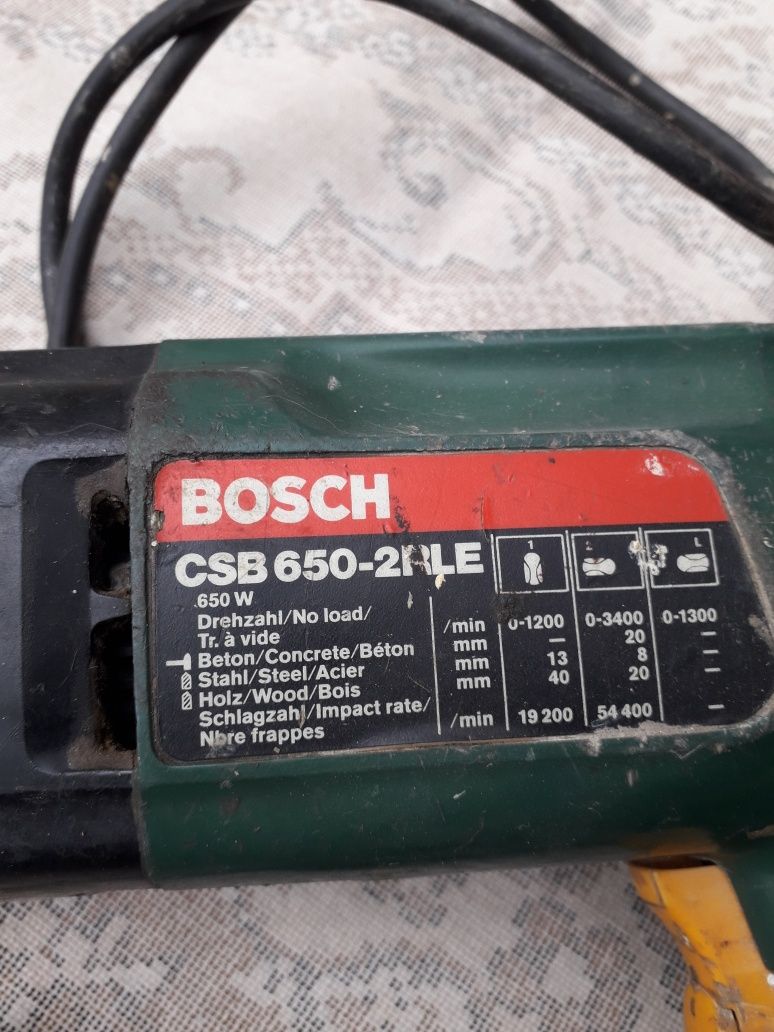 BOSCH
CSB 650-2RLE 1 2 L
650 W
Drehzahl/No load/ /min 0-1200 0-3400 0-1300
Tr. à vide
Beton/Concrete/Béton mm — 20 —
Stahl/Steel/Acier mm 13 8 —
Holz/Wood/Bois mm 40 20
Schlagzahl/Impact rate/ /min 19 200 54 400 —
Nbre frappes